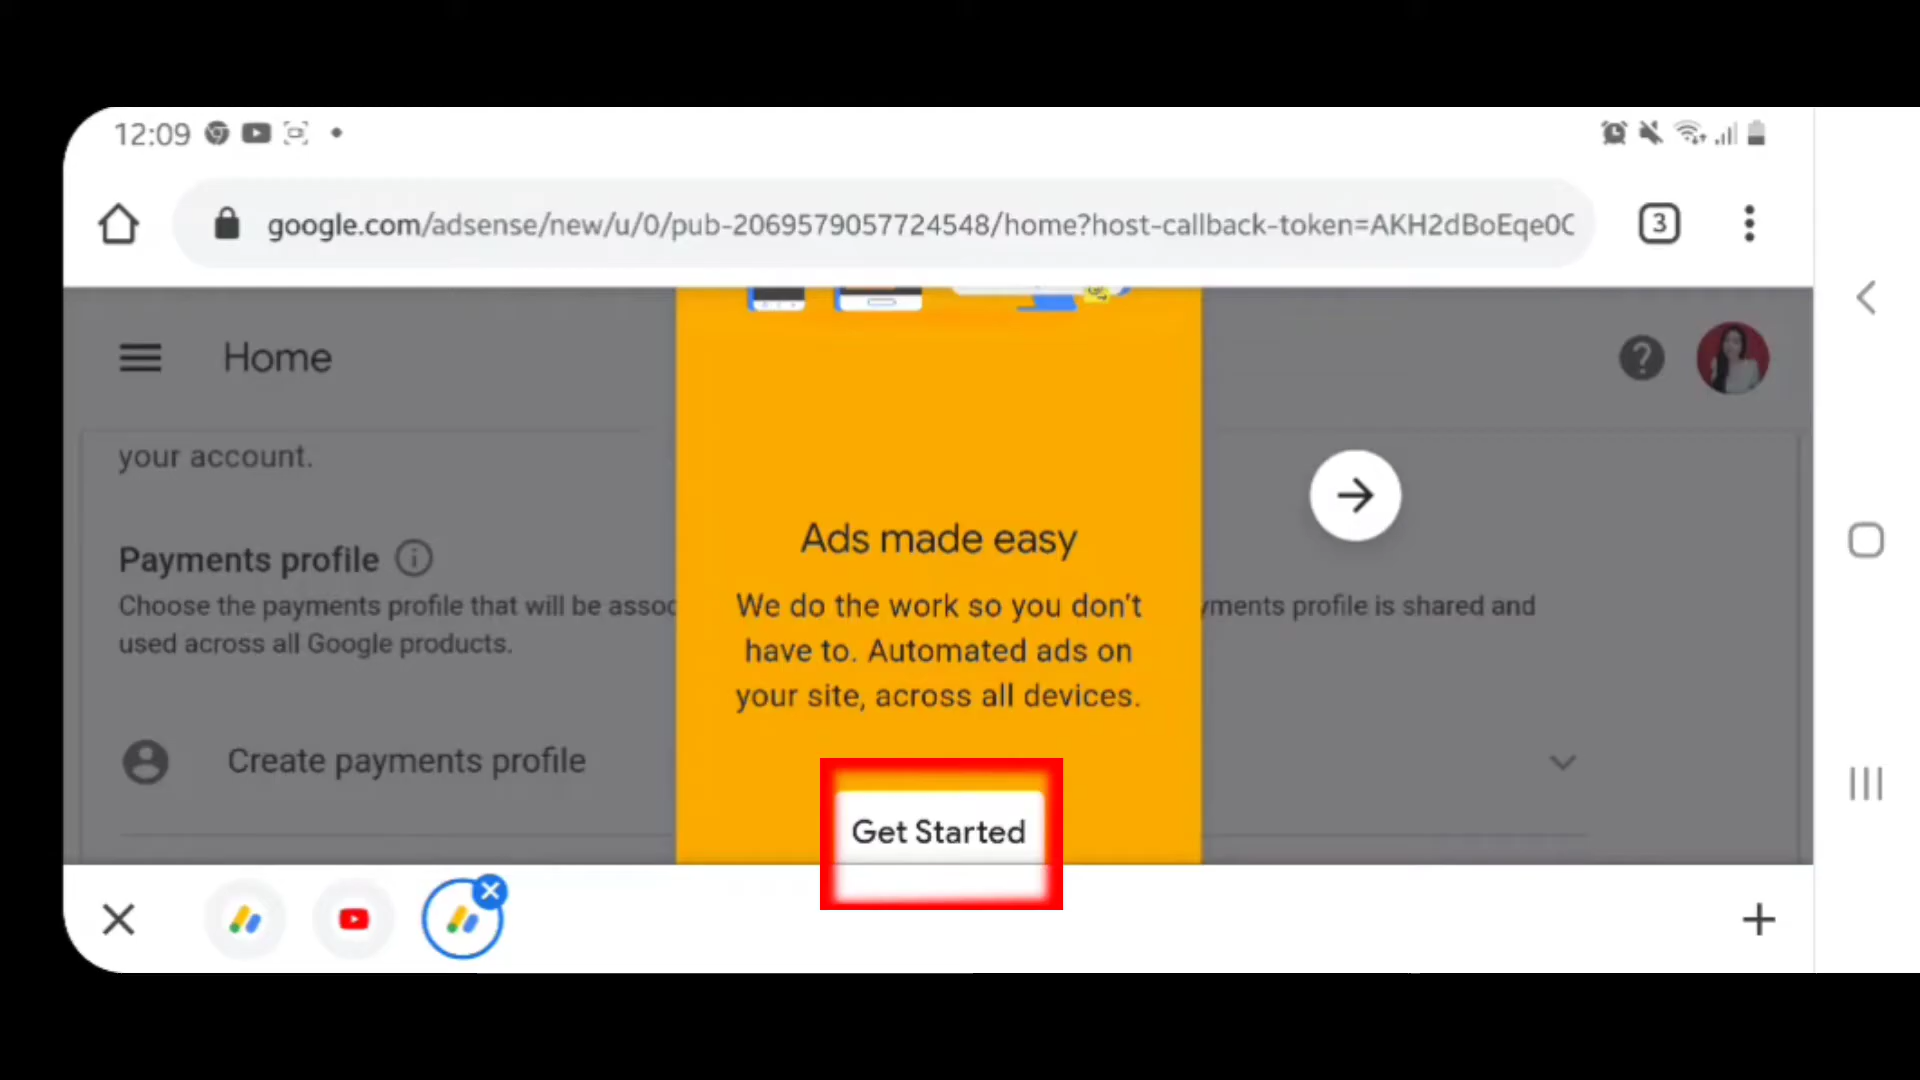 12:09
google.com/adsense/new/u/0/pub-2069579057724548/home?host-callback-token=AKH2dBoEqe0C
3
Home
your account.
Payments profile
Choose the payments profile that will be assoc
yments profile is shared and
used across all Google products.
Create payments profile
Ads made easy
We do the work so you don't
have to. Automated ads on
your site, across all devices.
Get Started